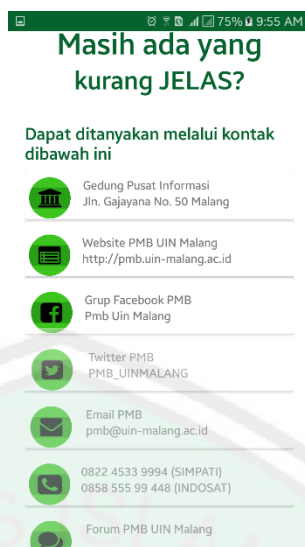 75% 9:55 AM
Masih ada yang
kurang JELAS?
Dapat ditanyakan melalui kontak
dibawah ini
Gedung Pusat Informasi
Jln. Gajayana No. 50 Malang
Website PMB UIN Malang
http://pmb.uin-malang.ac.id
Grup Facebook PMB
Pmb Uin Malang
Twitter PMB
PMB_UINMALANG
Email PMB
pmb@uin-malang.ac.id
0822 4533 9994 (SIMPATI)
0858 555 99 448 (INDOSAT)
Forum PMB UIN Malang